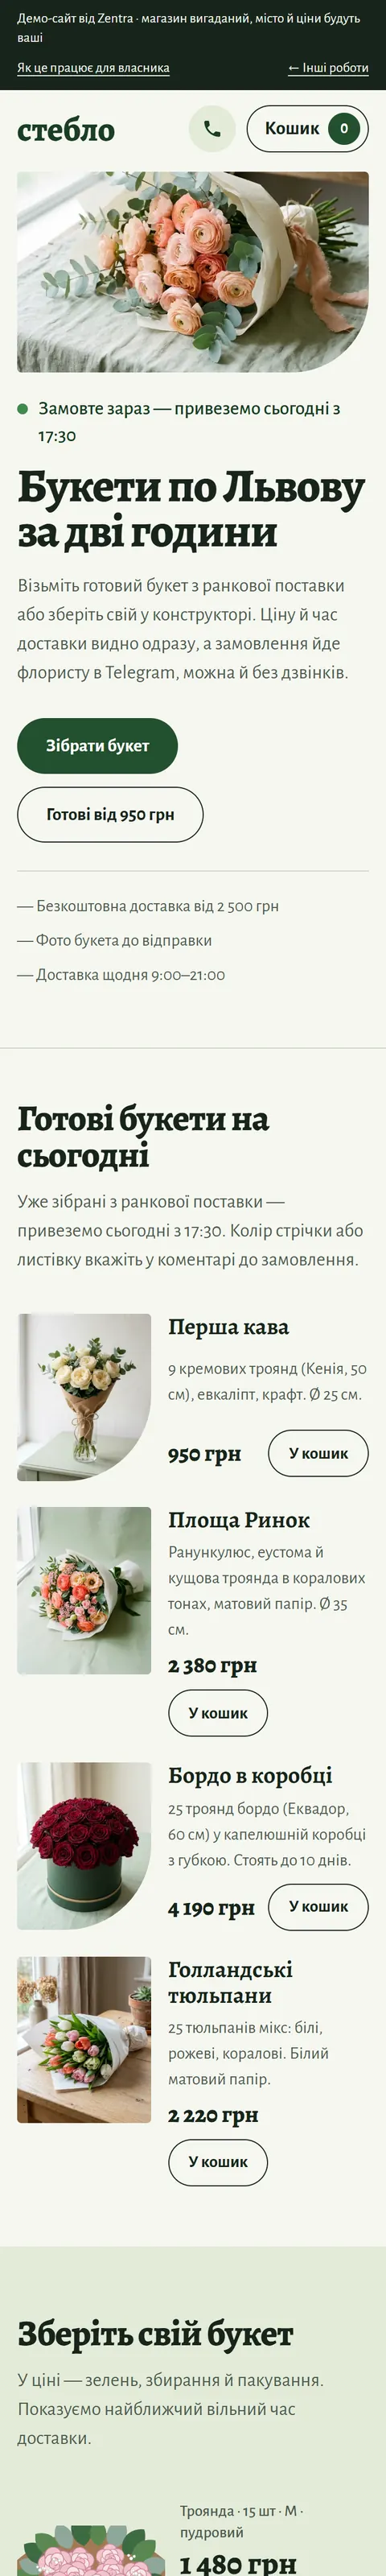 Демо-сайт від Zentra · магазин вигаданий, місто й ціни будуть
ваші
Як це працює для власника
← Інші роботи
стебло
Кошик 0
Замовте зараз — привеземо сьогодні з
17:30
Букети по Львову
за дві години
Візьміть готовий букет з ранкової поставки
або зберіть свій у конструкторі. Ціну й час
доставки видно одразу, а замовлення йде
флористу в Telegram, можна й без дзвінків.
Зібрати букет
Готові від 950 грн
— Безкоштовна доставка від 2 500 грн
— Фото букета до відправки
— Доставка щодня 9:00–21:00
Готові букети на
сьогодні
Уже зібрані з ранкової поставки —
привеземо сьогодні з 17:30. Колір стрічки або
листівку вкажіть у коментарі до замовлення.
Перша кава
9 кремових троянд (Кенія, 50
см), евкаліпт, крафт. Ø 25 см.
950 грн
У кошик
Площа Ринок
Ранункулюс, еустома й
кущова троянда в коралових
тонах, матовий папір. Ø 35
см.
2 380 грн
У кошик
Бордо в коробці
25 троянд бордо (Еквадор,
60 см) у капелюшній коробці
з губкою. Стоять до 10 днів.
4 190 грн
У кошик
Голландські
тюльпани
25 тюльпанів мікс: білі,
рожеві, коралові. Білий
матовий папір.
2 220 грн
У кошик
Зберіть свій букет
У ціні — зелень, збирання й пакування.
Показуємо найближчий вільний час
доставки.
Троянда · 15 шт · M ·
пудровий
1 480 грн